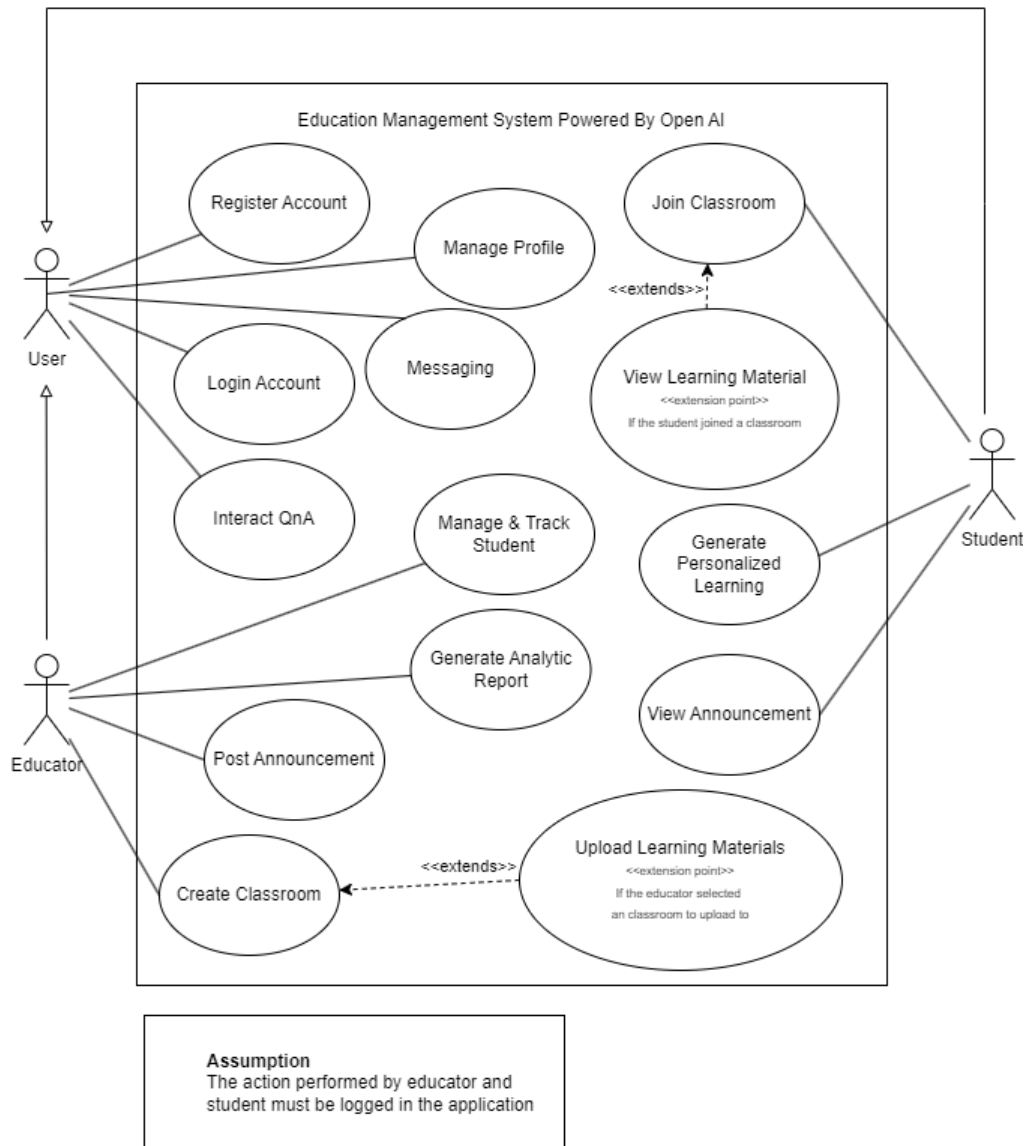 Education Management System Powered By Open AI
Register Account
Join Classroom
Manage Profile
<<extends>>
User
Login Account
Messaging
View Learning Material
<<extension point>>
If the student joined a classroom
Interact QnA
Manage & Track
Student
Generate
Personalized
Learning
Student
Generate Analytic
Report
View Announcement
Educator
Post Announcement
Create Classroom
<<extends>>
Upload Learning Materials
<<extension point>>
If the educator selected
an classroom to upload to
Assumption
The action performed by educator and
student must be logged in the application